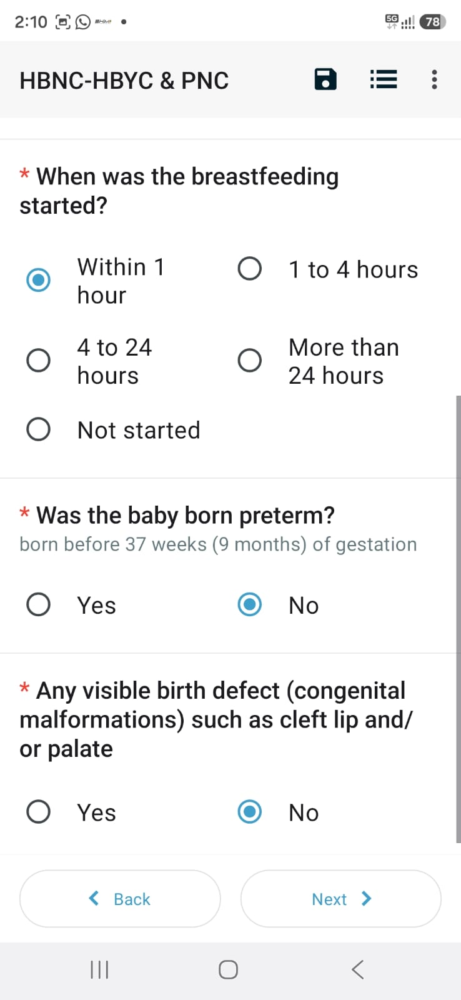 2:10
5G
78
HBNC-HBYC & PNC
* When was the breastfeeding
started?
Within 1
hour
1 to 4 hours
4 to 24
hours
More than
24 hours
Not started
* Was the baby born preterm?
born before 37 weeks (9 months) of gestation
Yes
No
* Any visible birth defect (congenital
malformations) such as cleft lip and/
or palate
Yes
No
Back
Next